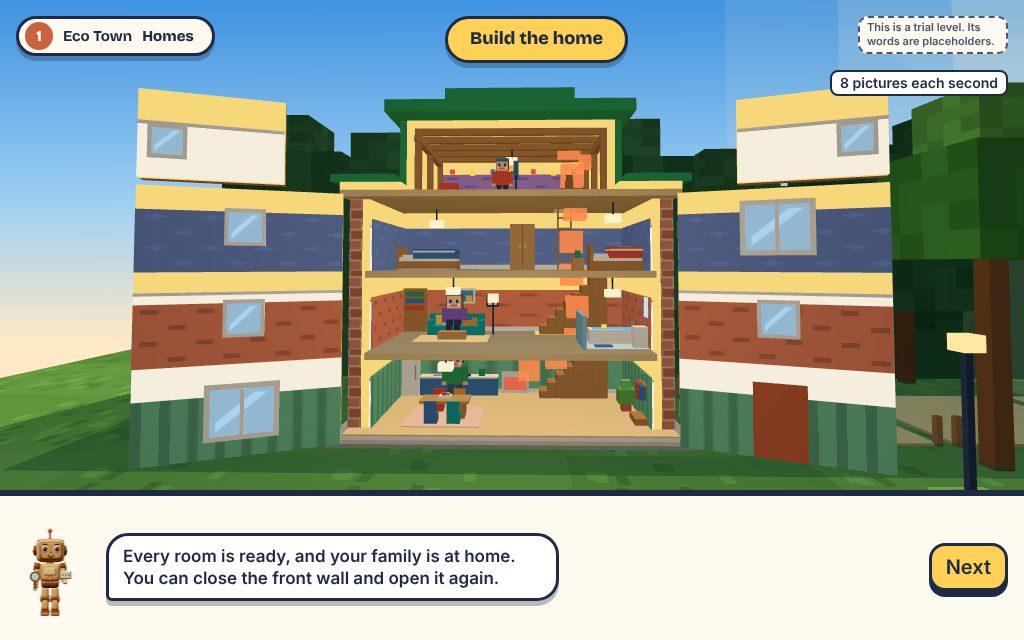 1 Eco Town Homes
Build the home
This is a trial level. Its
words are placeholders.
8 pictures each second
Every room is ready, and your family is at home.
You can close the front wall and open it again.
Next